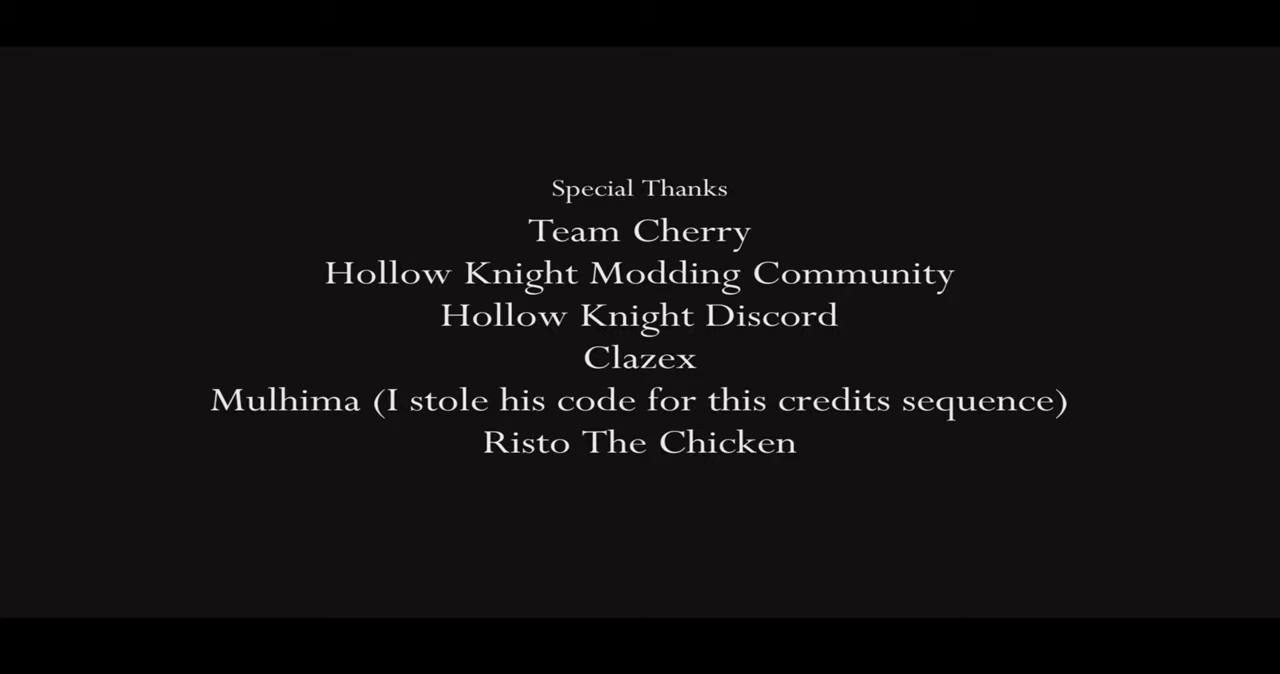 Special Thanks
Team Cherry
Hollow Knight Modding Community
Hollow Knight Discord
Clazex
Mulhima (I stole his code for this credits sequence)
Risto The Chicken